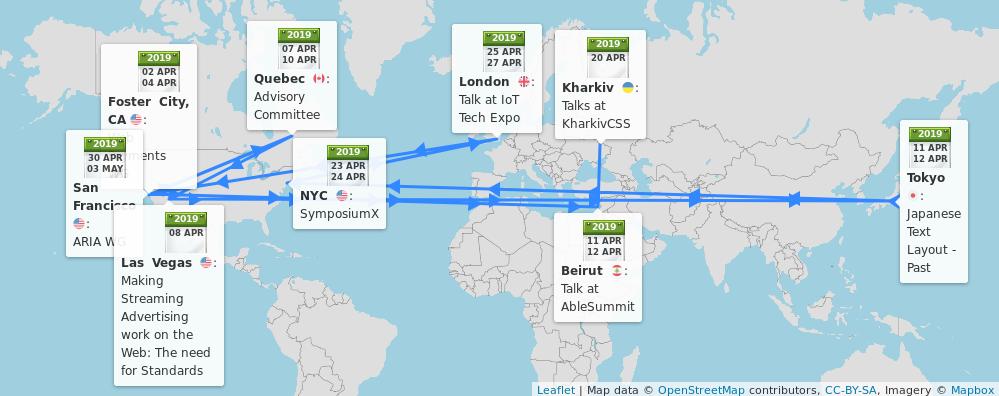 2019
02 APR
04 APR
Foster City,
CA :
ments
2019
07 APR
10 APR
Quebec :
Advisory
Committee
2019
25 APR
27 APR
London :
Talk at IoT
Tech Expo
2019
20 APR
Kharkiv :
Talks at
KharkivCSS
2019
11 APR
12 APR
Tokyo
:
Japanese
Text
Layout -
Past
2019
30 APR
03 MAY
San
Francisco
:
ARIA WG
2019
23 APR
24 APR
NYC :
SymposiumX
2019
08 APR
Las Vegas :
Making
Streaming
Advertising
work on the
Web: The need
for Standards
2019
11 APR
12 APR
Beirut :
Talk at
AbleSummit
Leaflet | Map data © OpenStreetMap contributors, CC-BY-SA, Imagery © Mapbox